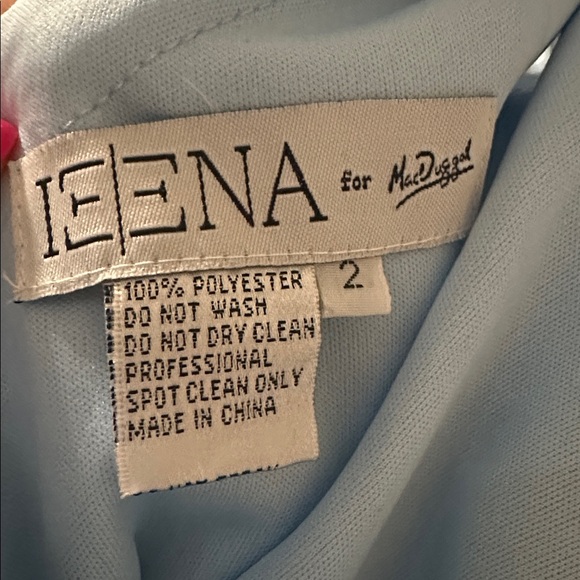 IEENA for MacDuggal
2
100% POLYESTER
DO NOT WASH
DO NOT DRY CLEAN
PROFESSIONAL
SPOT CLEAN ONLY
MADE IN CHINA